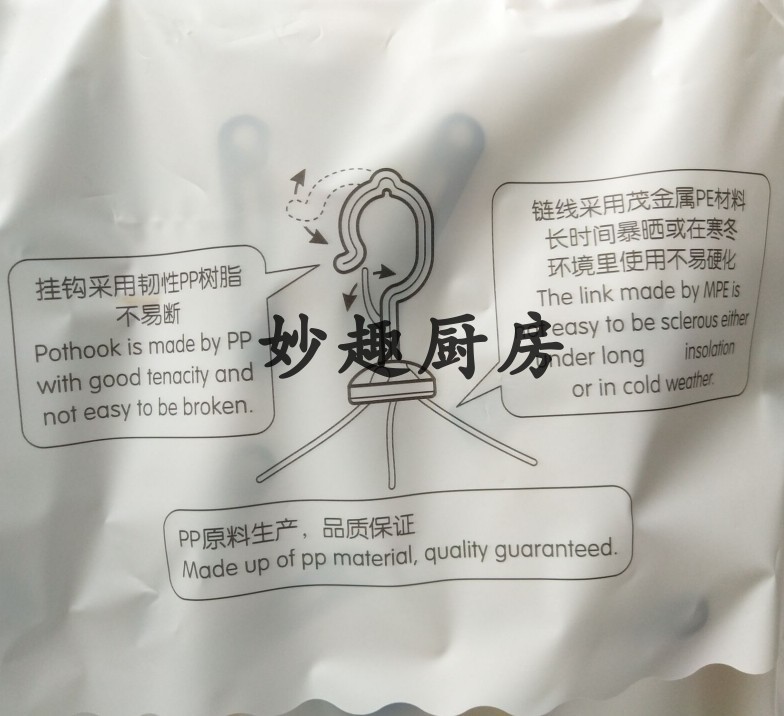 挂钩采用韧性PP树脂
不易断
Pothook is made by PP
with good tenacity and
not easy to be broken.
链线采用茂金属PE材料
长时间暴晒或在寒冬
环境里使用不易硬化
The link made by MPE is
easy to be sclerous either
under long insolation
or in cold weather.
妙趣厨房
PP原料生产，品质保证
Made up of pp material, quality guaranteed.